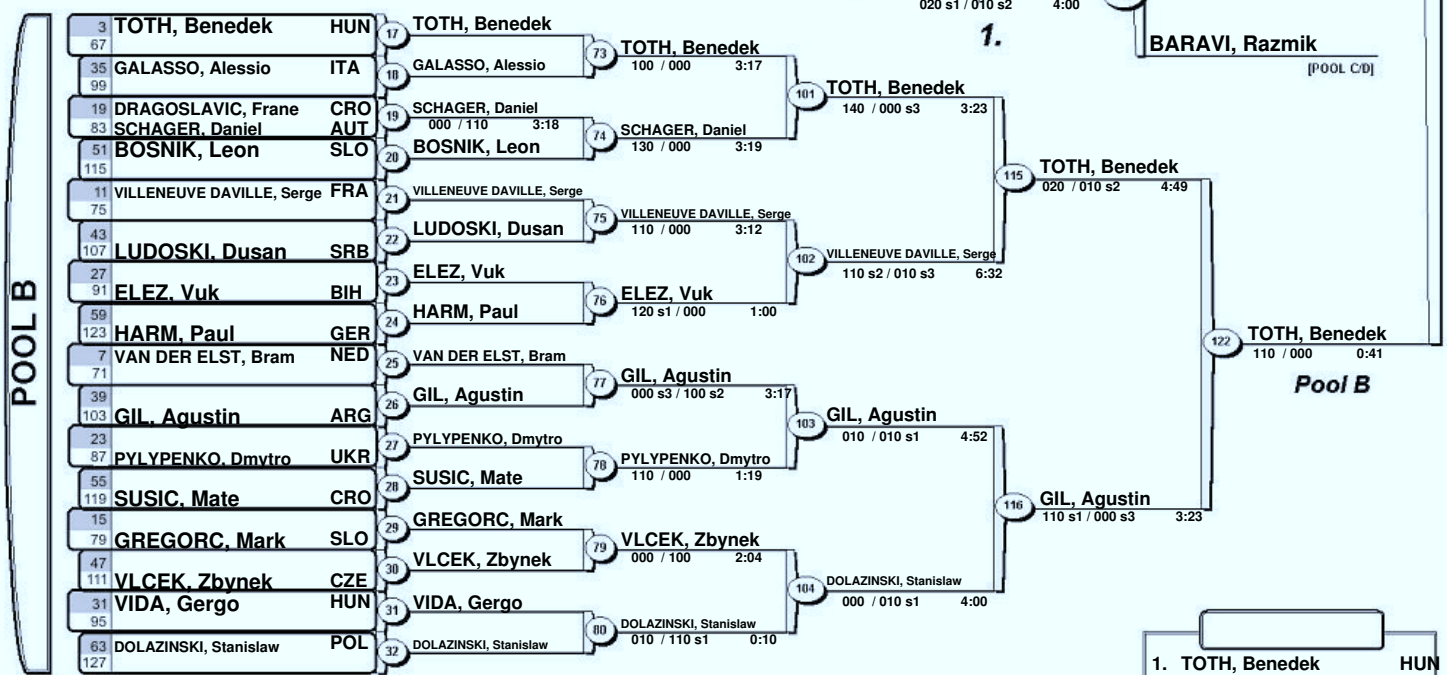 020 s1 / 010 s2 4:00
1.
BARAVI, Razmik
[POOL C/D]
POOL B
3 TOTH, Benedek HUN
67
35 GALASSO, Alessio ITA
99
19 DRAGOSLAVIC, Frane CRO
83 SCHAGER, Daniel AUT
51 BOSNIK, Leon SLO
115
11 VILLENEUVE DAVILLE, Serge FRA
75
43
107 LUDOSKI, Dusan SRB
27
91 ELEZ, Vuk BIH
59
123 HARM, Paul GER
7 VAN DER ELST, Bram NED
71
39
103 GIL, Agustin ARG
23
87 PYLYPENKO, Dmytro UKR
55
119 SUSIC, Mate CRO
15
79 GREGORC, Mark SLO
47
111 VLCEK, Zbynek CZE
31 VIDA, Gergo HUN
95
63 DOLAZINSKI, Stanislaw POL
127
17 TOTH, Benedek
18 GALASSO, Alessio
19 SCHAGER, Daniel
000 / 110 3:18
20 BOSNIK, Leon
21 VILLENEUVE DAVILLE, Serge
22 LUDOSKI, Dusan
23 ELEZ, Vuk
24 HARM, Paul
25 VAN DER ELST, Bram
26 GIL, Agustin
27 PYLYPENKO, Dmytro
28 SUSIC, Mate
29 GREGORC, Mark
30 VLCEK, Zbynek
31 VIDA, Gergo
32 DOLAZINSKI, Stanislaw
73 TOTH, Benedek
100 / 000 3:17
74 SCHAGER, Daniel
130 / 000 3:19
75 VILLENEUVE DAVILLE, Serge
110 / 000 3:12
76 ELEZ, Vuk
120 s1 / 000 1:00
77 GIL, Agustin
000 s3 / 100 s2 3:17
78 PYLYPENKO, Dmytro
110 / 000 1:19
79 VLCEK, Zbynek
000 / 100 2:04
80 DOLAZINSKI, Stanislaw
010 / 110 s1 0:10
101 TOTH, Benedek
140 / 000 s3 3:23
102 VILLENEUVE DAVILLE, Serge
110 s2 / 010 s3 6:32
103 GIL, Agustin
010 / 010 s1 4:52
104 DOLAZINSKI, Stanislaw
000 / 010 s1 4:00
115 TOTH, Benedek
020 / 010 s2 4:49
116 GIL, Agustin
110 s1 / 000 s3 3:23
122 TOTH, Benedek
110 / 000 0:41
Pool B
1. TOTH, Benedek HUN